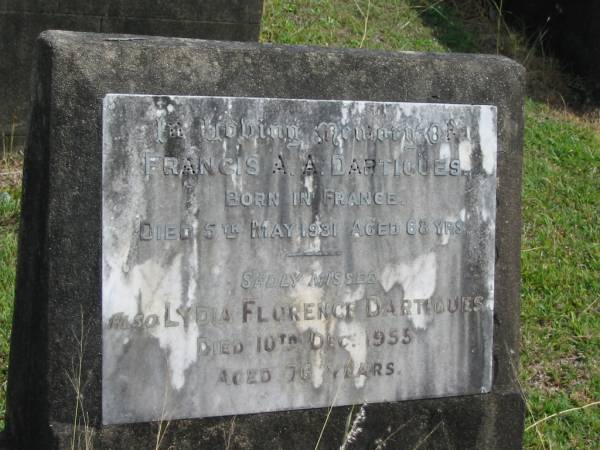 In Loving Memory Of
FRANCIS A. A. DARTIGUES.
BORN IN FRANCE.
DIED 5TH MAY 1931 AGED 68 YRS
SADLY MISSED
ALSO LYDIA FLORENCE DARTIGUES
DIED 10TH DEC. 1955
AGED 76 YEARS.